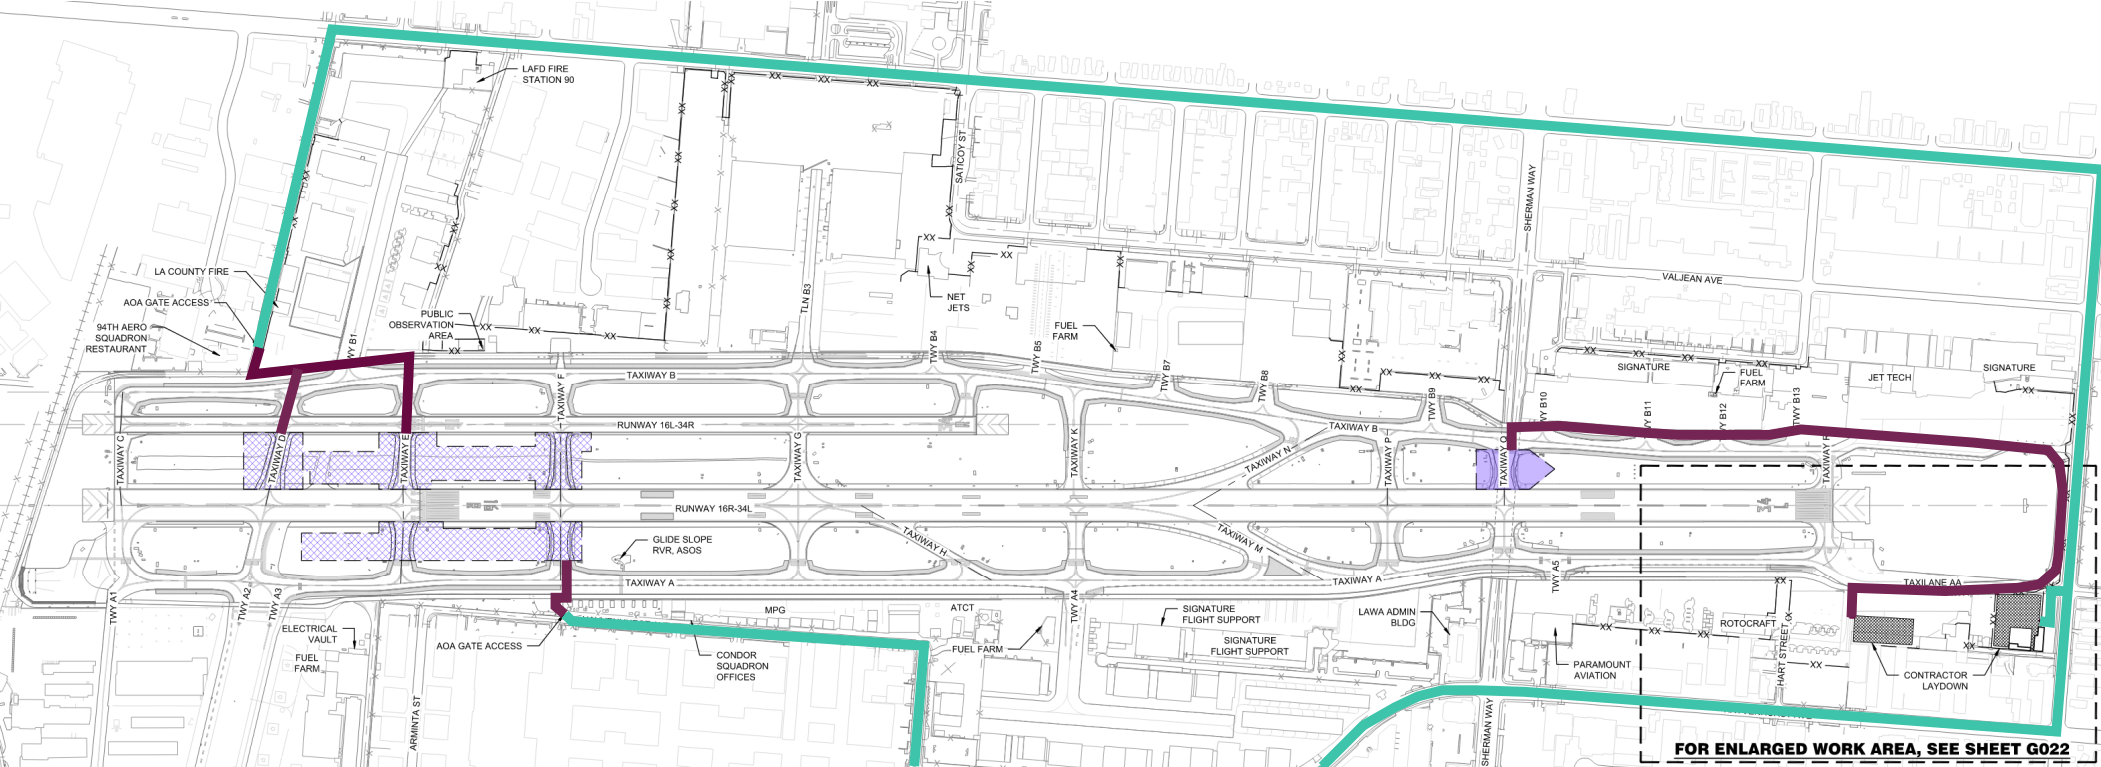 LAFD FIRE
STATION 90
SATICOY ST
SHERMAN WAY
LA COUNTY FIRE
AOA GATE ACCESS
94TH AERO
SQUADRON
RESTAURANT
PUBLIC
OBSERVATION
AREA
TLN B3
NET
JETS
FUEL
FARM
VALJEAN AVE
SIGNATURE
FUEL
FARM
JET TECH
SIGNATURE
WY B1
TWY B4
TWY B5
TWY B7
TWY B8
TWY B9
WY B10
WY B11
WY B12
TWY B13
TAXIWAY B
TAXIWAY F
RUNWAY 16L-34R
TAXIWAY B
TAXIWAY C
TAXIWAY D
TAXIWAY E
TAXIWAY G
TAXIWAY K
TAXIWAY N
TAXIWAY P
TAXIWAY Q
TAXIWAY R
RUNWAY 16R-34L
GLIDE SLOPE
RVR, ASOS
TAXIWAY H
TAXIWAY M
TAXIWAY A
TAXIWAY A
TWY A1
TWY A2
TWY A3
TWY A4
TWY A5
TAXILANE AA
ELECTRICAL
VAULT
FUEL
FARM
ARMINTA ST
AOA GATE ACCESS
MPG
CONDOR
SQUADRON
OFFICES
ATCT
FUEL FARM
SIGNATURE
FLIGHT SUPPORT
SIGNATURE
FLIGHT SUPPORT
LAWA ADMIN
BLDG
SHERMAN WAY
PARAMOUNT
AVIATION
ROTOCRAFT
HART STREET
CONTRACTOR
LAYDOWN
FOR ENLARGED WORK AREA, SEE SHEET G022